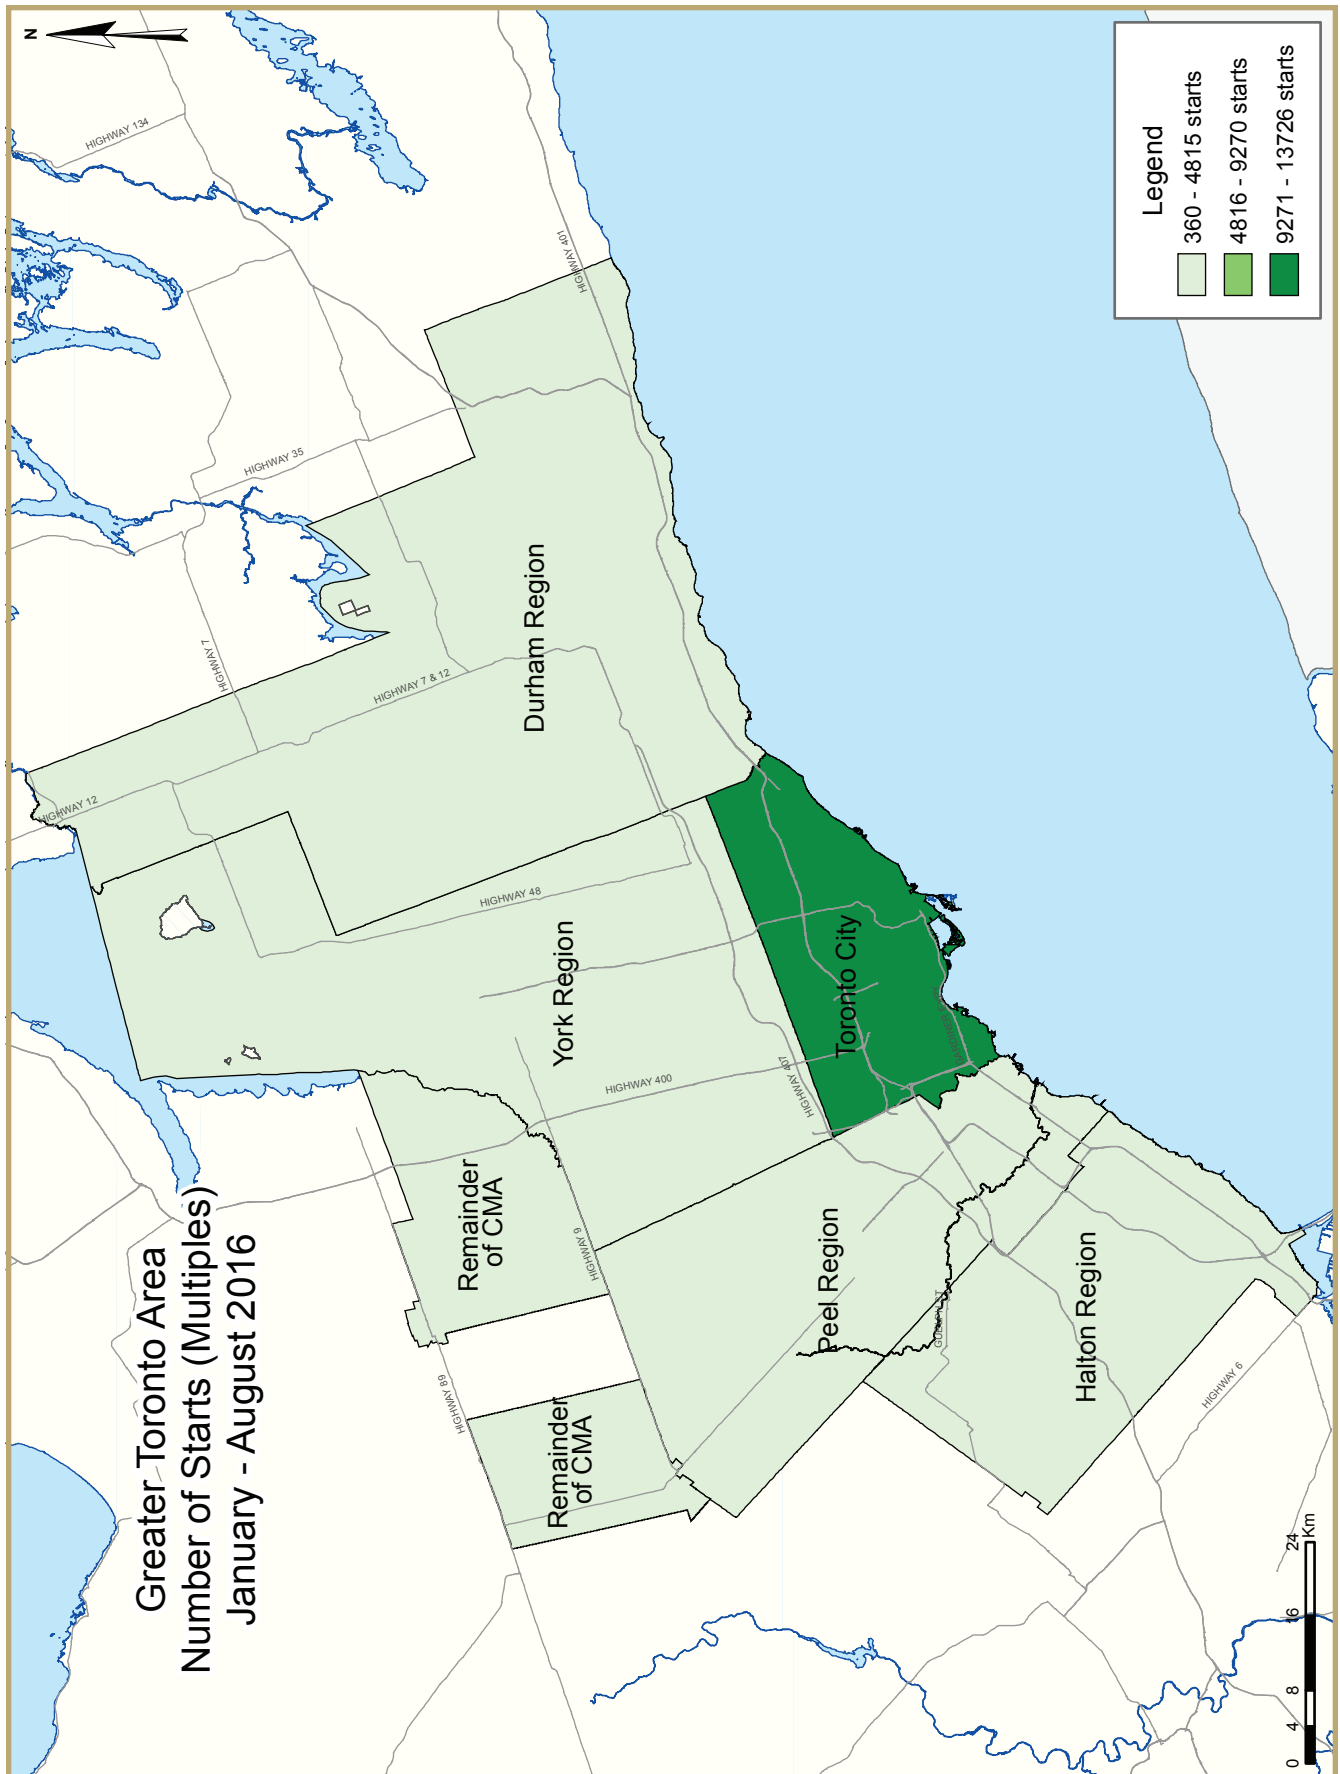 Greater Toronto Area
Number of Starts (Multiples)
January - August 2016
N
HIGHWAY 134
HIGHWAY 401
HIGHWAY 35
HIGHWAY 7
HIGHWAY 7 & 12
HIGHWAY 12
Durham Region
HIGHWAY 48
York Region
Toronto City
HIGHWAY 400
HIGHWAY 407
Remainder
of CMA
HIGHWAY 9
HIGHWAY 89
Remainder
of CMA
Peel Region
Halton Region
HIGHWAY 6
Legend
360 - 4815 starts
4816 - 9270 starts
9271 - 13726 starts
0 4 8 16 24
Km